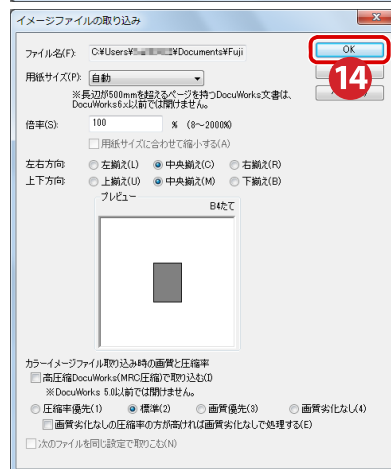 イメージファイルの取り込み
ファイル名(F): C:¥Users¥ ¥Documents¥Fuji
OK
用紙サイズ(P): 自動
14
※長辺が500mmを超えるページを持つDocuWorks文書は、
DocuWorks6.x以前では開けません。
倍率(S): 100 % (8～2000%)
用紙サイズに合わせて縮小する(A)
左右方向: 左揃え(L) 中央揃え(C) 右揃え(R)
上下方向: 上揃え(U) 中央揃え(M) 下揃え(B)
プレビュー
B4たて
カラーイメージファイル取り込み時の画質と圧縮率
高圧縮DocuWorks(MRC圧縮)で取り込む(I)
※DocuWorks 5.0以前では開けません。
圧縮率優先(1) 標準(2) 画質優先(3) 画質劣化なし(4)
画質劣化なしの圧縮率の方が高ければ画質劣化なしで処理する(E)
次のファイルを同じ設定で取りこむ(N)